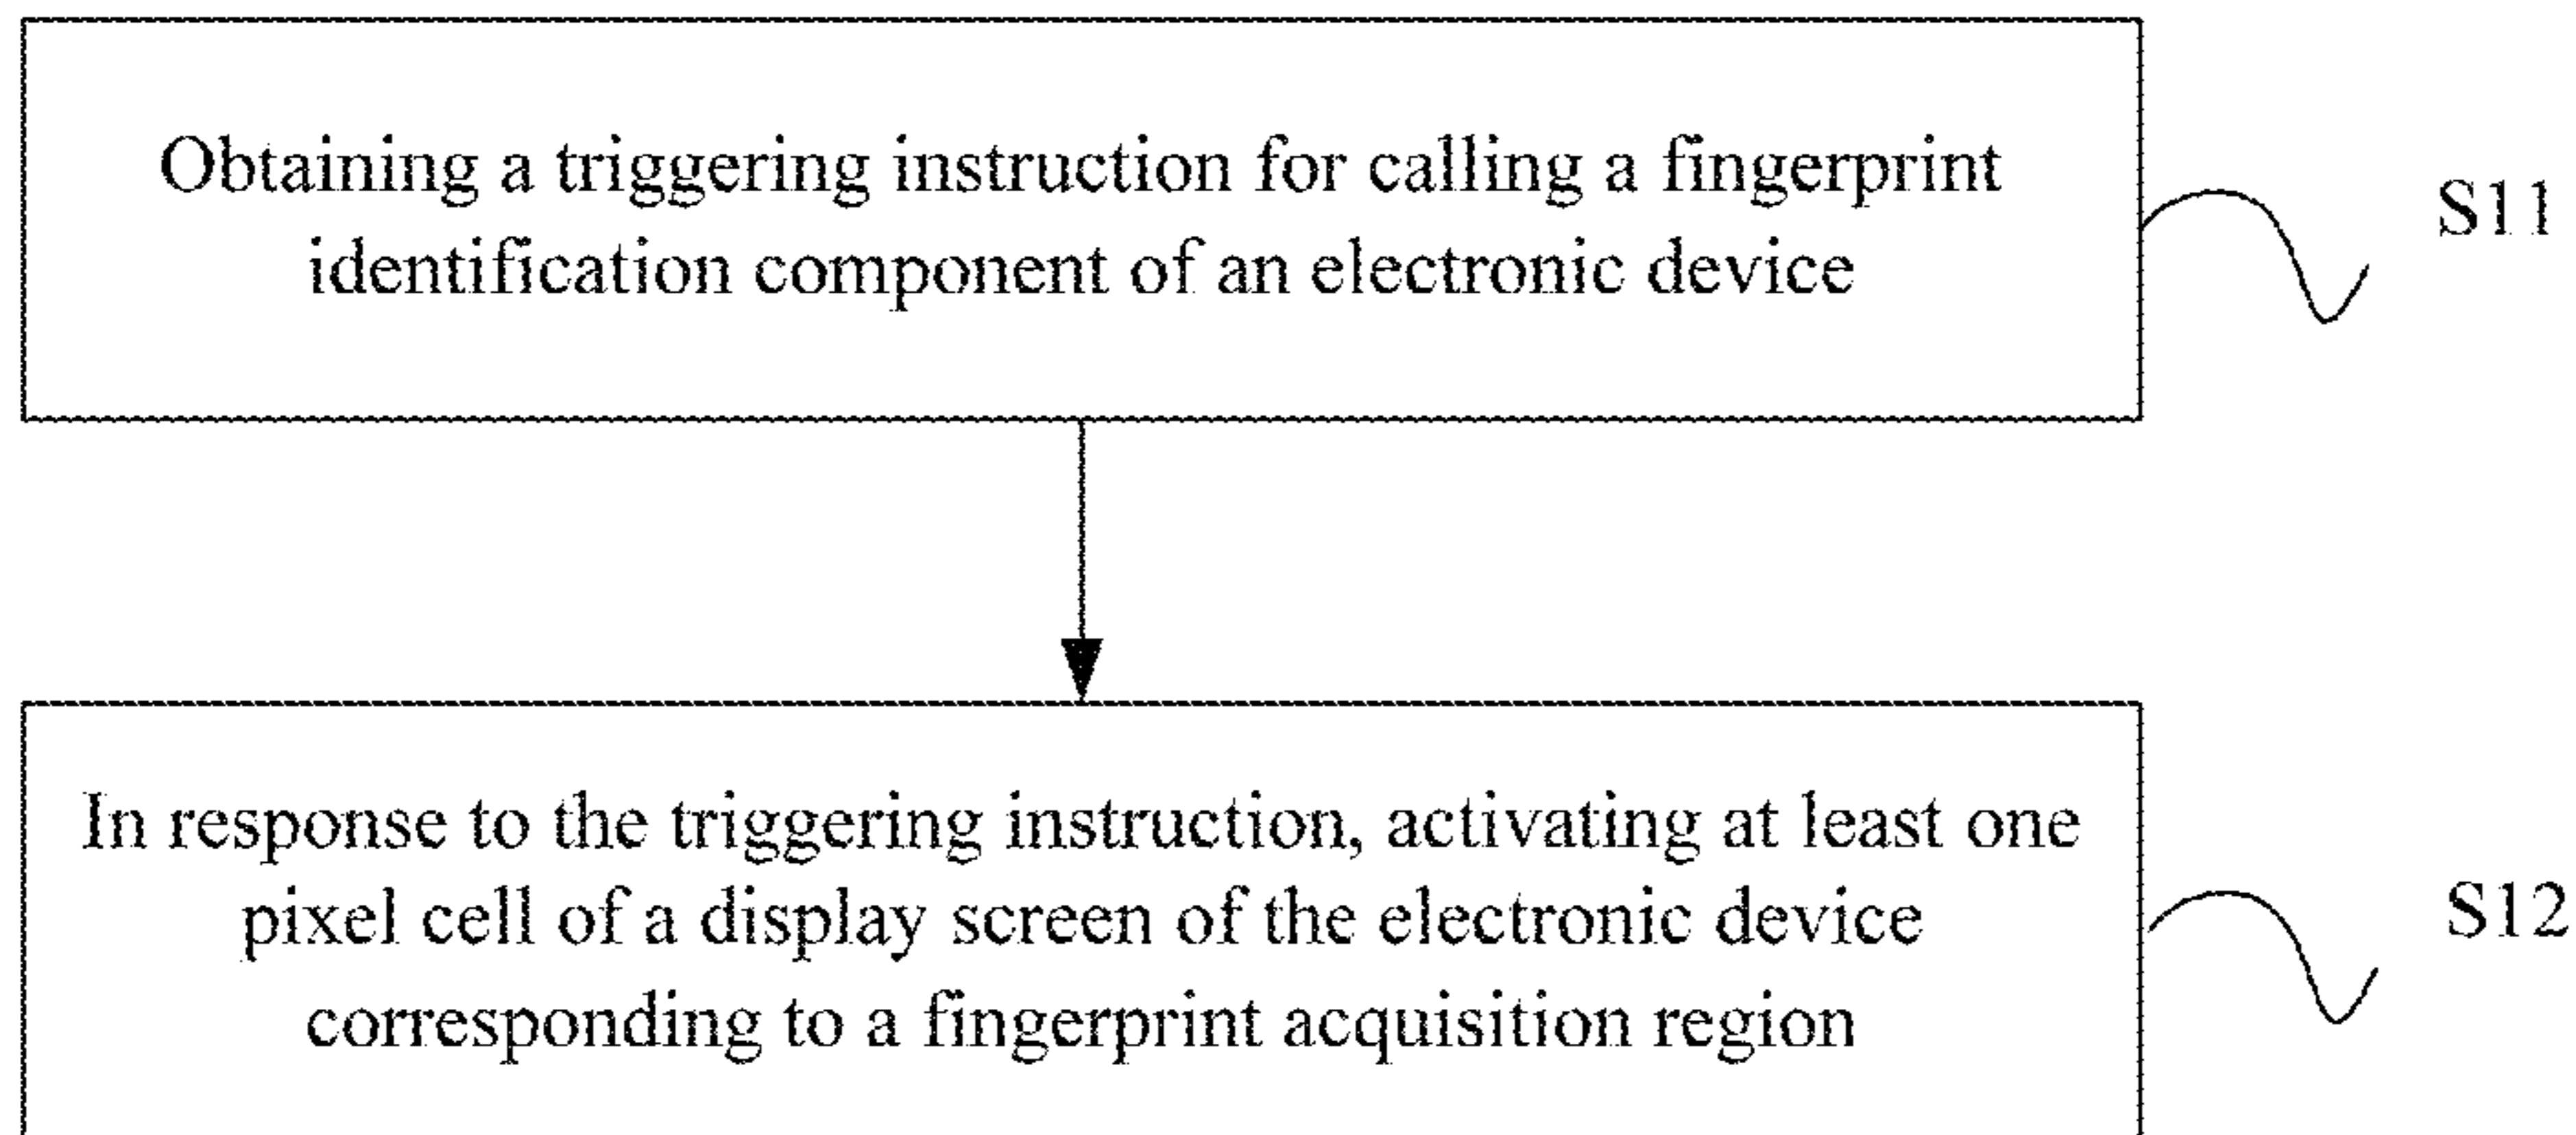 Obtaining a triggering instruction for calling a fingerprint
identification component of an electronic device
S11
In response to the triggering instruction, activating at least one
pixel cell of a display screen of the electronic device
corresponding to a fingerprint acquisition region
S12